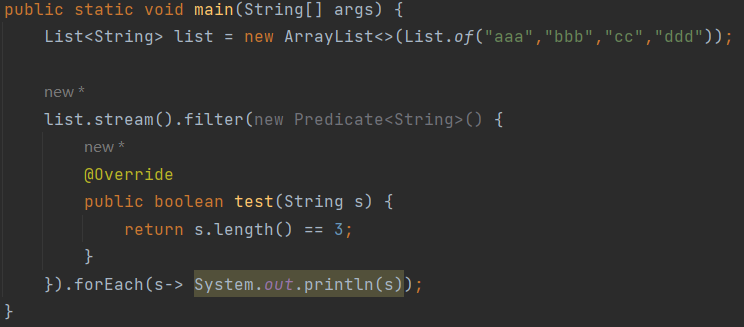 public static void main(String[] args) {
    List<String> list = new ArrayList<>(List.of("aaa","bbb","cc","ddd"));
    new *
    list.stream().filter(new Predicate<String>() {
        new *
        @Override
        public boolean test(String s) {
            return s.length() == 3;
        }
    }).forEach(s-> System.out.println(s));
}